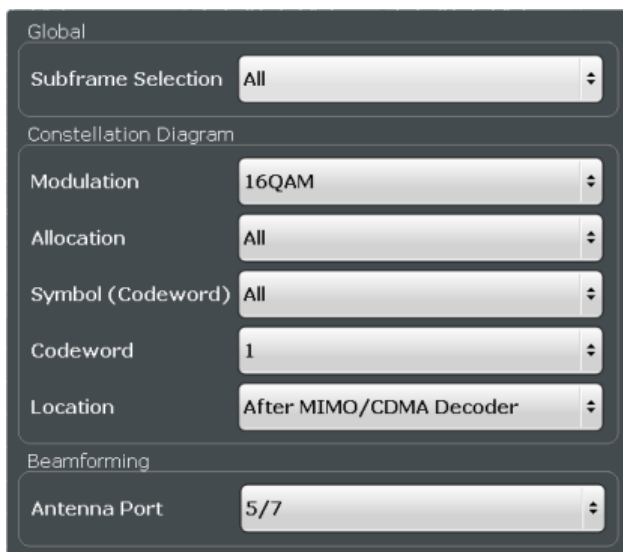 Global
Subframe Selection All
Constellation Diagram
Modulation 16QAM
Allocation All
Symbol (Codeword) All
Codeword 1
Location After MIMO/CDMA Decoder
Beamforming
Antenna Port 5/7